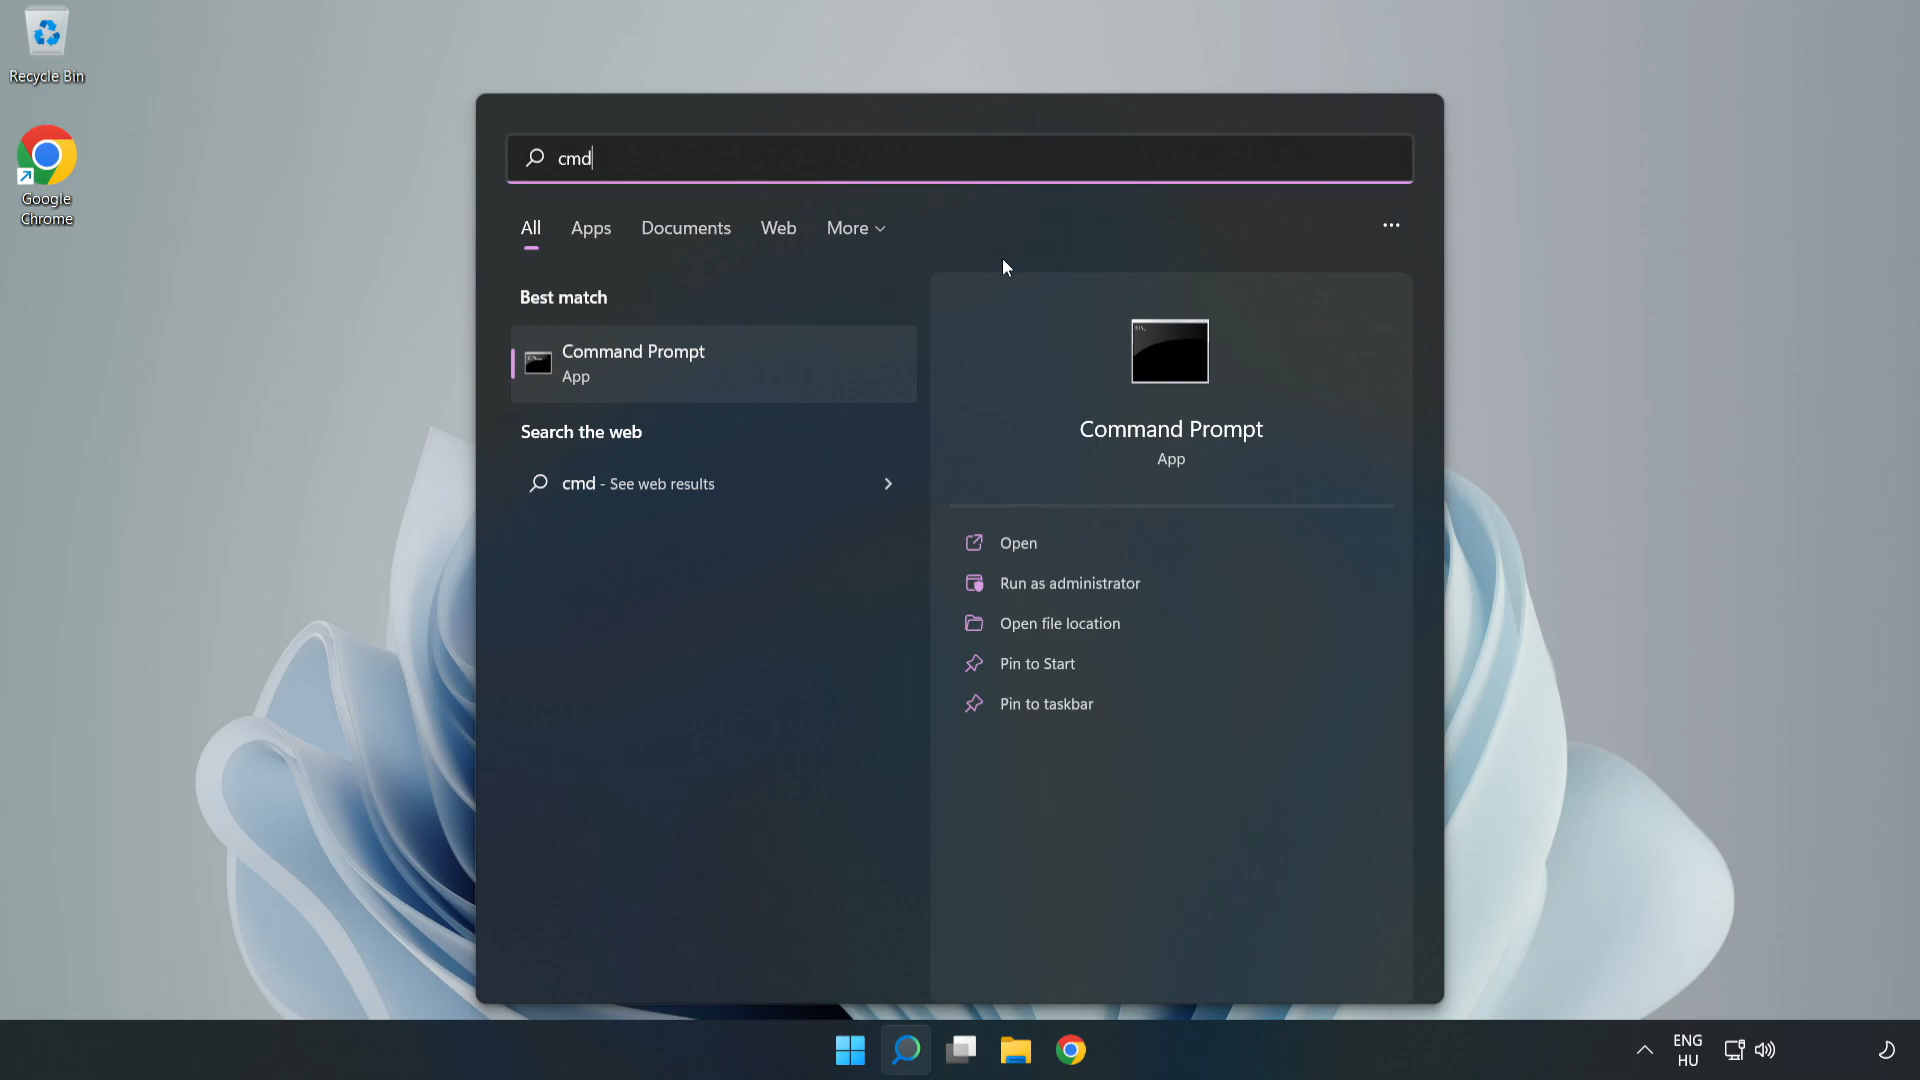 Recycle Bin
Google
Chrome
cmd
All Apps Documents Web More
Best match
Command Prompt
App
Search the web
cmd - See web results
Command Prompt
App
Open
Run as administrator
Open file location
Pin to Start
Pin to taskbar
ENG
HU